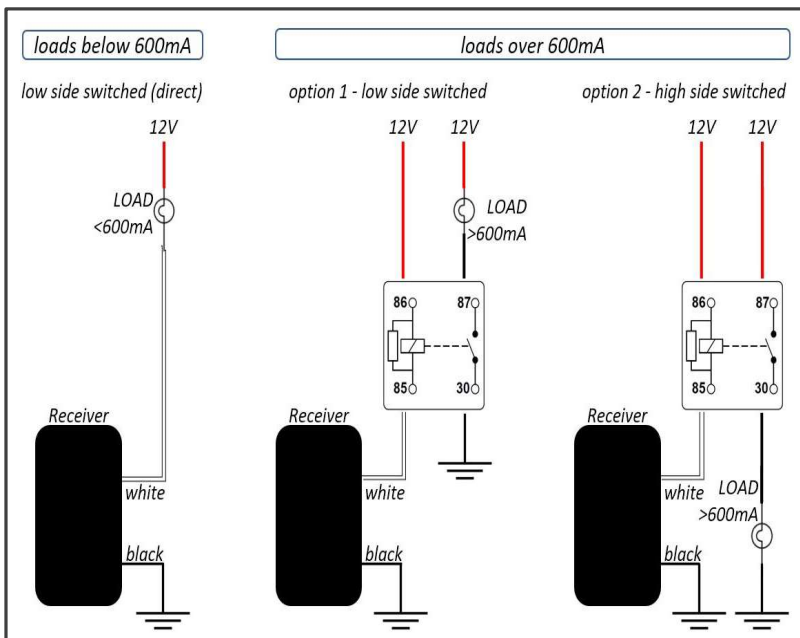 loads below 600mA
loads over 600mA
low side switched (direct)
option 1 - low side switched
option 2 - high side switched
12V
12V
12V
12V
12V
LOAD
<600mA
LOAD
>600mA
86
87
86
87
85
30
85
30
Receiver
Receiver
Receiver
white
white
white
LOAD
>600mA
black
black
black